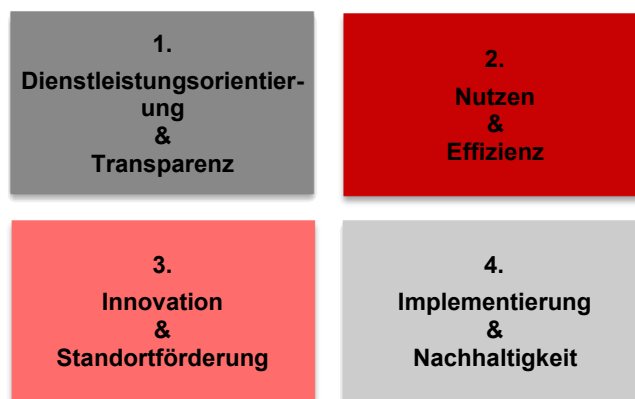 1.
Dienstleistungsorientier-
ung
&
Transparenz
2.
Nutzen
&
Effizienz
3.
Innovation
&
Standortförderung
4.
Implementierung
&
Nachhaltigkeit